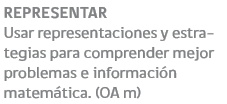 REPRESENTAR
Usar representaciones y estra-
tegias para comprender mejor
problemas e información
matemática. (OA m)